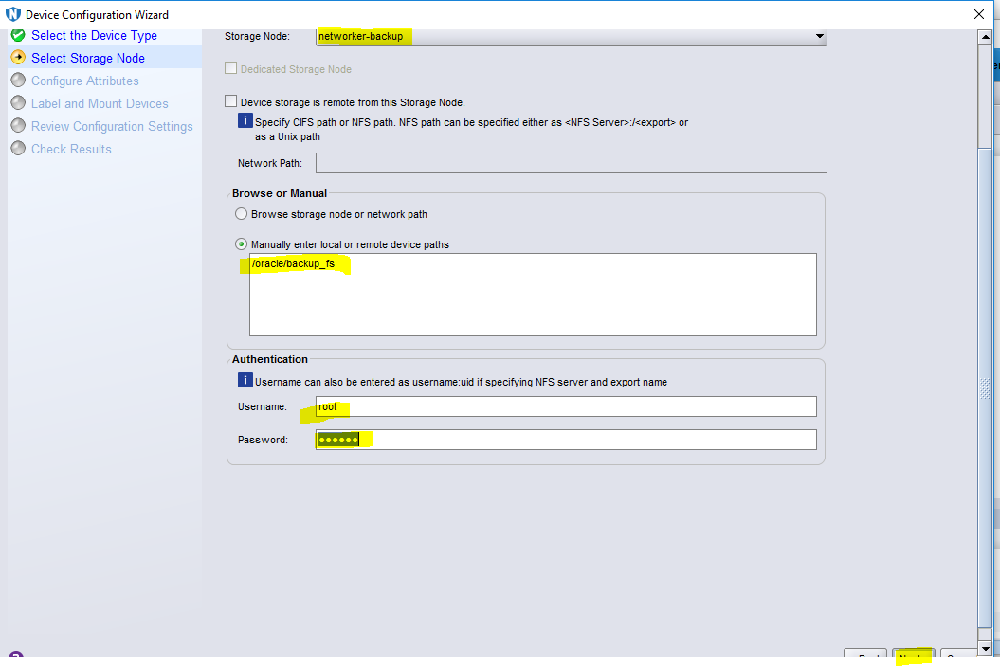 Device Configuration Wizard
Select the Device Type
Select Storage Node
Configure Attributes
Label and Mount Devices
Review Configuration Settings
Check Results
Storage Node: networker-backup
Dedicated Storage Node
Device storage is remote from this Storage Node.
Specify CIFS path or NFS path. NFS path can be specified either as <NFS Server>:/<export> or
as a Unix path
Network Path:
Browse or Manual
Browse storage node or network path
Manually enter local or remote device paths
/oracle/backup_fs
Authentication
Username can also be entered as username:uid if specifying NFS server and export name
Username: root
Password: ●●●●●●